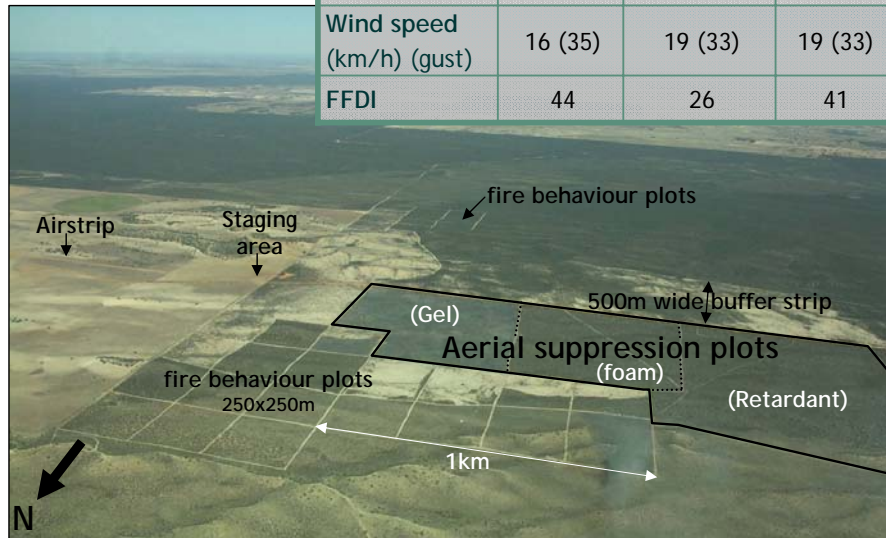 Wind speed
(km/h) (gust) 16 (35) 19 (33) 19 (33)
FFDI 44 26 41
fire behaviour plots
Airstrip
Staging
area
500m wide buffer strip
(Gel)
Aerial suppression plots
(foam)
fire behaviour plots
250x250m
(Retardant)
1km
N